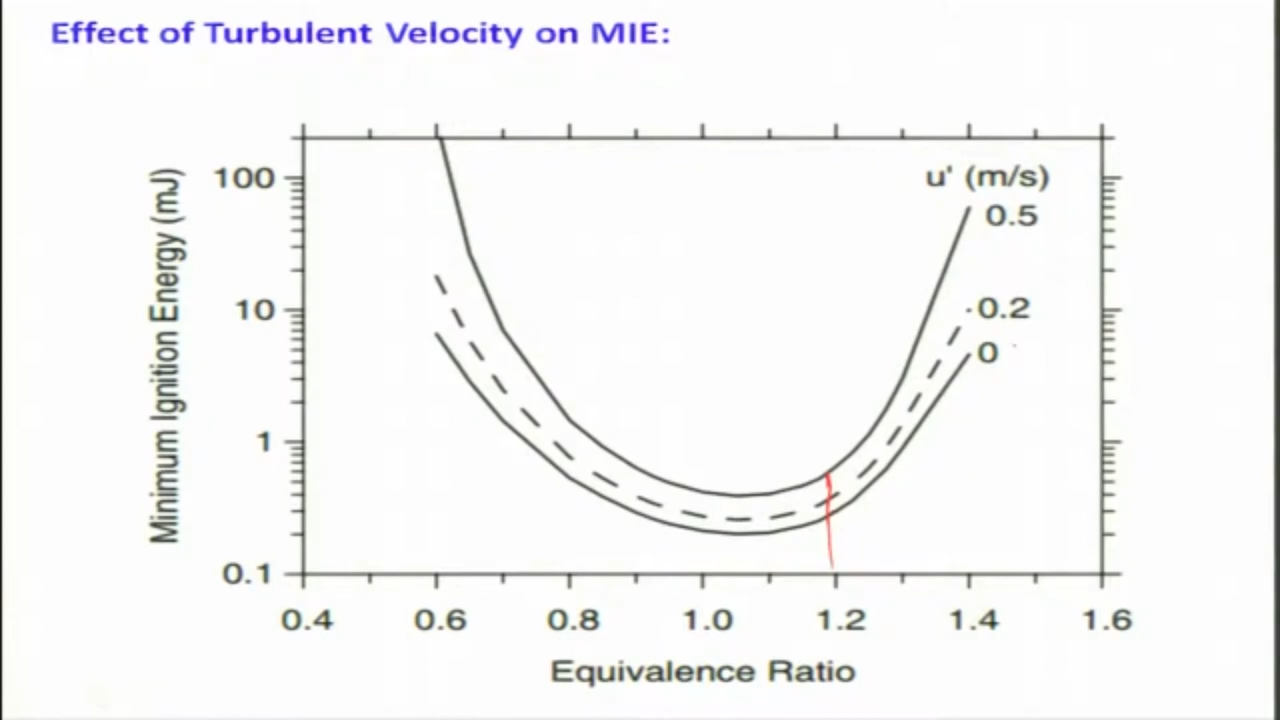 Effect of Turbulent Velocity on MIE:
Minimum Ignition Energy (mJ)
100
10
1
0.1
u' (m/s)
0.5
0.2
0
0.4 0.6 0.8 1.0 1.2 1.4 1.6
Equivalence Ratio